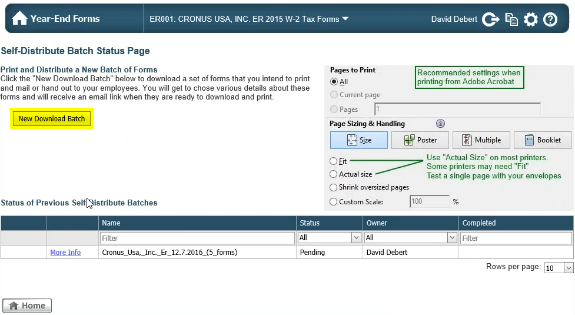 Year-End Forms
ER001. CRONUS USA, INC. ER 2015 W-2 Tax Forms
David Debert
Self-Distribute Batch Status Page
Print and Distribute a New Batch of Forms
Click the "New Download Batch" below to download a set of forms that you intend to print
and mail or hand out to your employees. You will get to chose various details about these
forms and will receive an email link when they are ready to download and print.
New Download Batch
Pages to Print
All
Current page
Pages
1
Recommended settings when
printing from Adobe Acrobat
Page Sizing & Handling
Size
Poster
Multiple
Booklet
Fit
Actual size
Shrink oversized pages
Custom Scale:
100
%
Use "Actual Size" on most printers.
Some printers may need "Fit"
Test a single page with your envelopes
Status of Previous Self-Distribute Batches
Name
Status
Owner
Completed
Filter
All
All
Filter
More Info
Cronus_Usa,_Inc._Er_12.7.2016_(5_forms)
Pending
David Debert
Rows per page:
10
Home